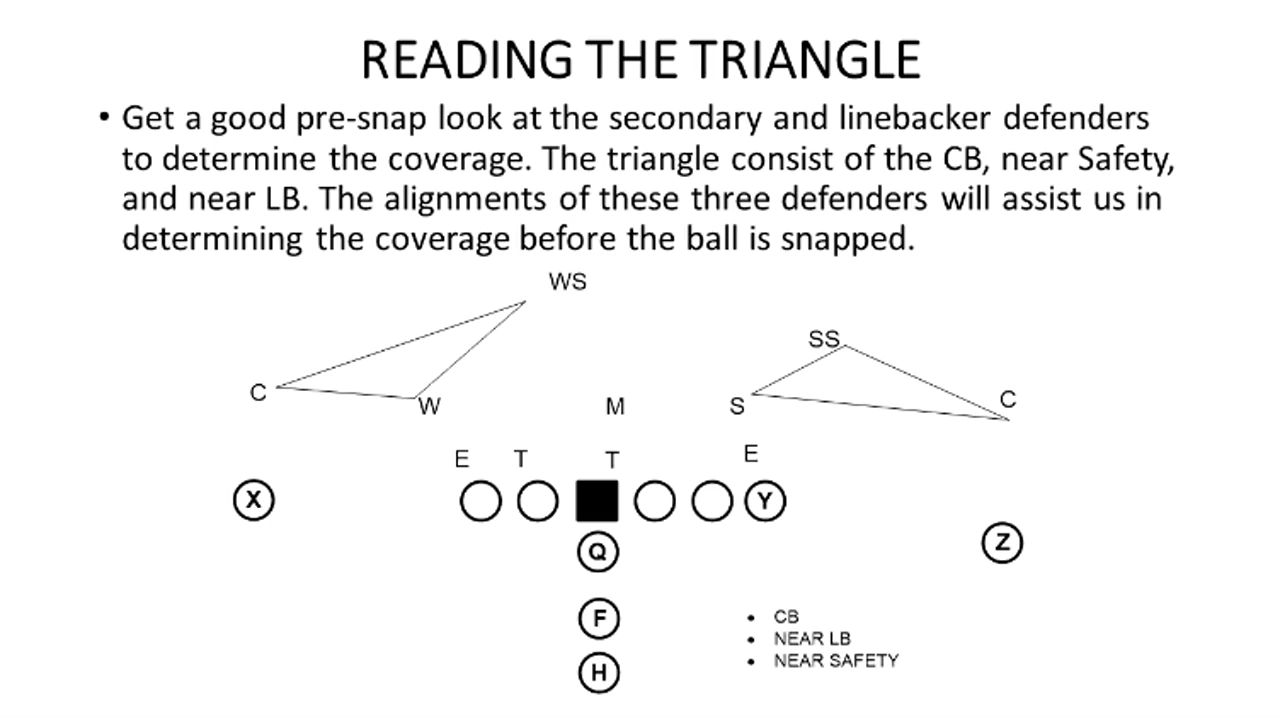 READING THE TRIANGLE
• Get a good pre-snap look at the secondary and linebacker defenders
to determine the coverage. The triangle consist of the CB, near Safety,
and near LB. The alignments of these three defenders will assist us in
determining the coverage before the ball is snapped.
WS
SS
C W M S C
E T T E
X Y
Q Z
F
H
• CB
• NEAR LB
• NEAR SAFETY